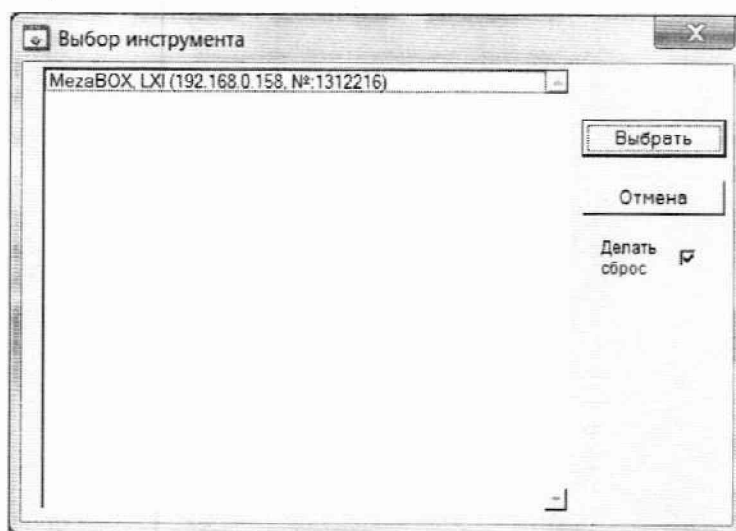 Выбор инструмента
MezaBOX, LXI (192.168.0.158, №:1312216)
Выбрать
Отмена
Делать
сброс